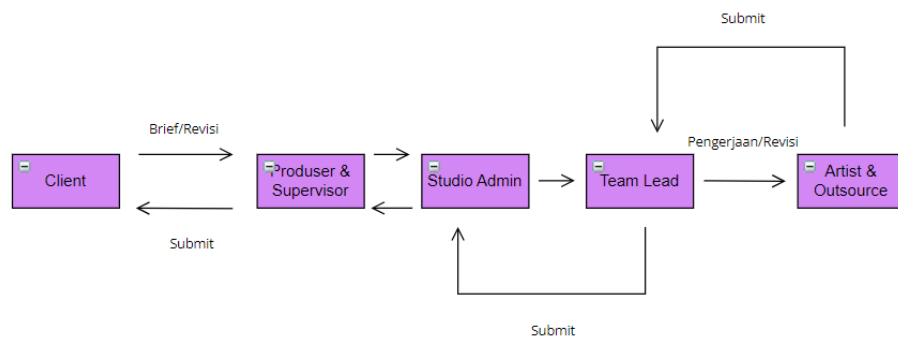 Submit
Brief/Revisi
Pengerjaan/Revisi
Client
Produser &
Supervisor
Studio Admin
Team Lead
Artist &
Outsource
Submit
Submit